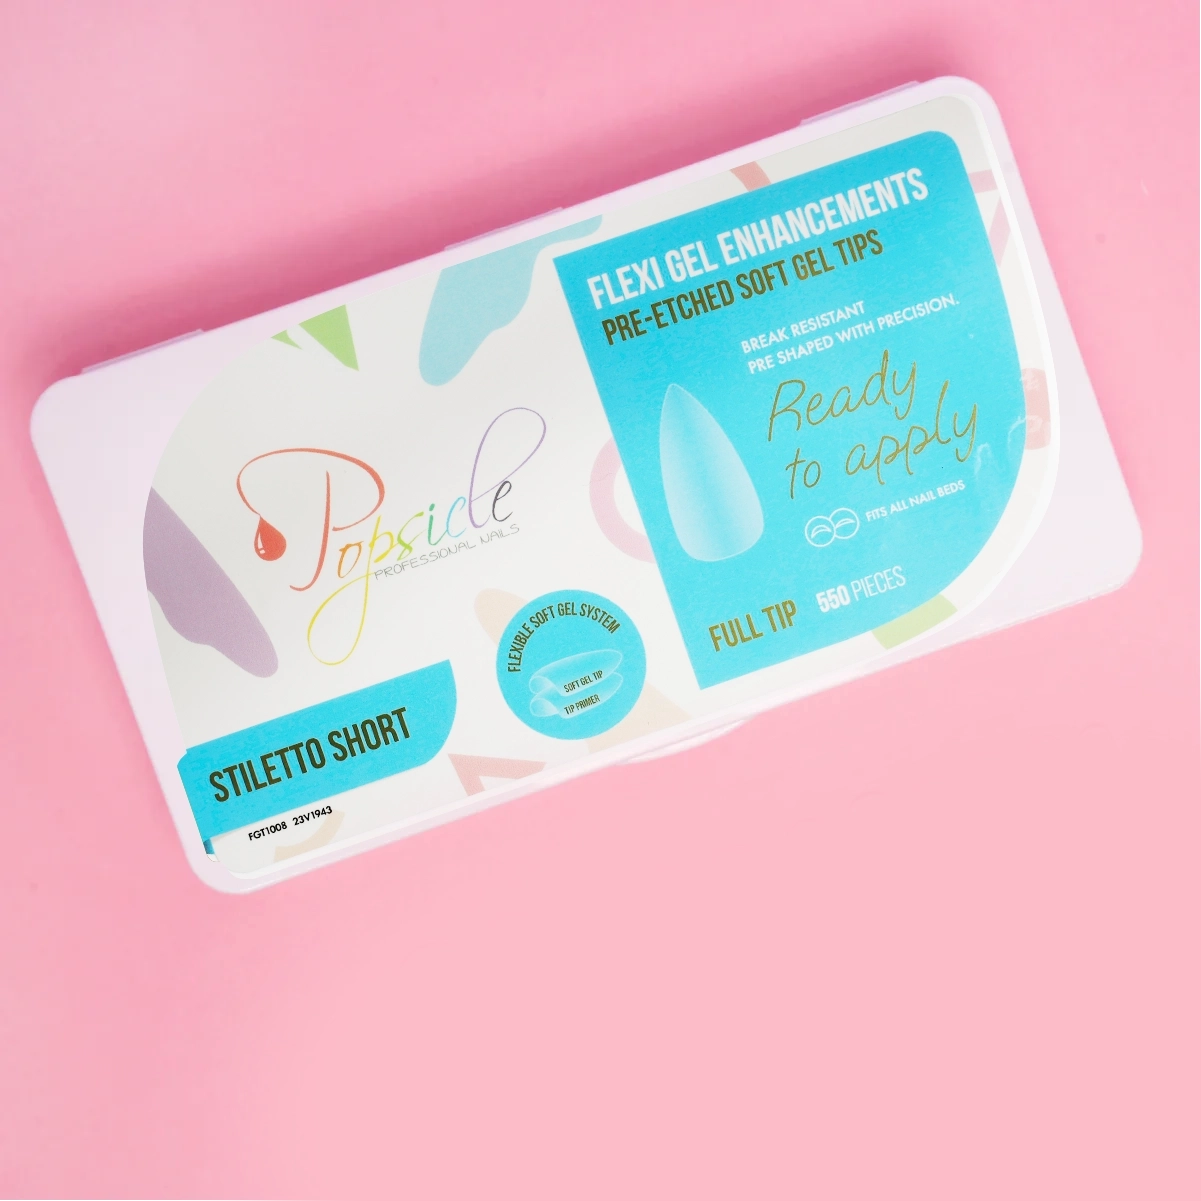 FLEXI GEL ENHANCEMENTS
PRE-ETCHED SOFT GEL TIPS
BREAK RESISTANT
PRE SHAPED WITH PRECISION.
Ready
to apply
FITS ALL NAIL BEDS
FULL TIP 550 PIECES
Popsicle
PROFESSIONAL NAILS
FLEXIBLE SOFT GEL SYSTEM
SOFT GEL TIP
TIP PRIMER
STILETTO SHORT
FGT1008 23V1943